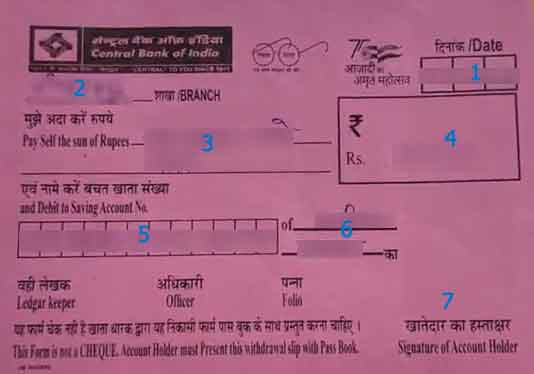 सेन्ट्रल बैंक ऑफ़ इंडिया
Central Bank of India
"CENTRAL" TO YOU SINCE 1911
आज़ादी का
अमृत महोत्सव
दिनांक /Date
1
2
शाखा /BRANCH
मुझे अदा करें रुपये
Pay Self the sun of Rupees
3
₹
Rs.
4
एवं नामे करें बचत खाता संख्या
and Debit to Saving Account No.
5
of
6
का
वही लेखक
अधिकारी
पन्ना
7
Ledgar keeper
Officer
Folio
यह फार्म चेक नही है खाता धारक द्वारा यह निकासी फार्म पास बुक के साथ प्रस्तुत करना चाहिए ।
खातेदार का हस्ताक्षर
This Form is not a CHEQUE. Account Holder must Present this withdrawal slip with Pass Book.
Signature of Account Holder